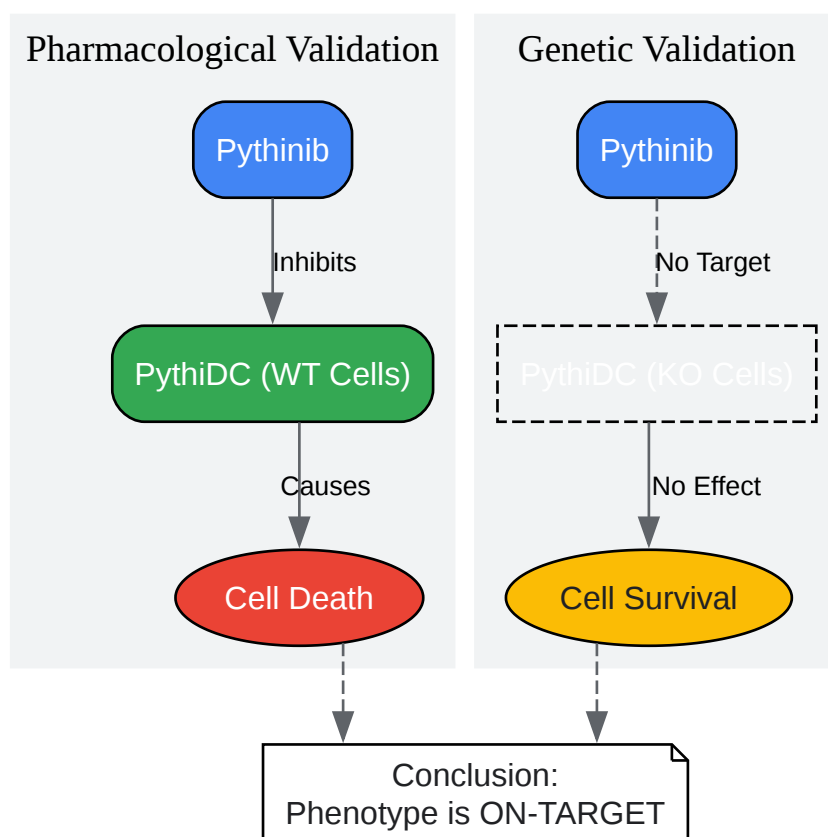 Pharmacological Validation
Pythinib
Inhibits
PythiDC (WT Cells)
Causes
Cell Death
Genetic Validation
Pythinib
No Target
PythiDC (KO Cells)
No Effect
Cell Survival
Conclusion:
Phenotype is ON-TARGET